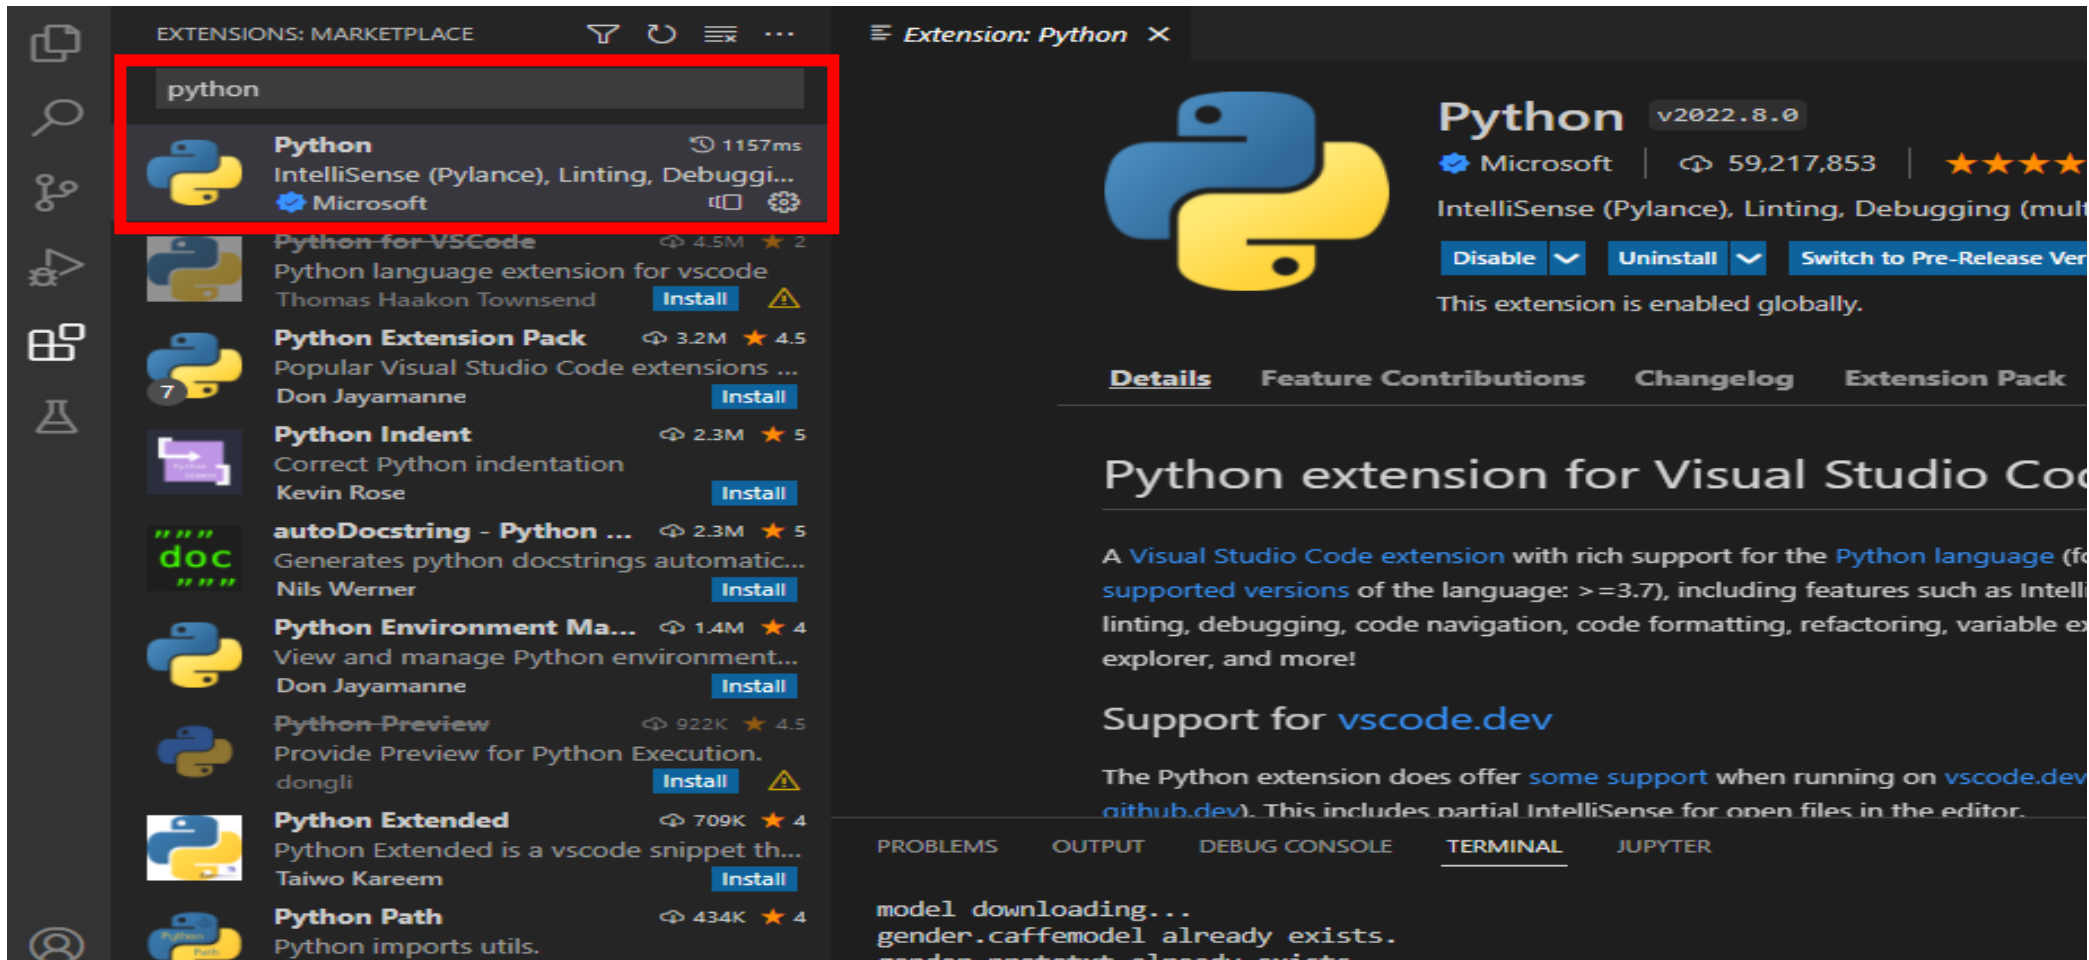 EXTENSIONS: MARKETPLACE
python
Python 1157ms
IntelliSense (Pylance), Linting, Debuggi...
Microsoft
Python for VSCode 4.5M 2
Python language extension for vscode
Thomas Haakon Townsend Install
Python Extension Pack 3.2M 4.5
Popular Visual Studio Code extensions ...
7 Don Jayamanne Install
Python Indent 2.3M 5
Correct Python indentation
Kevin Rose Install
autoDocstring - Python ... 2.3M 5
Generates python docstrings automatic...
Nils Werner Install
""" doc """
Python Environment Ma... 1.4M 4
View and manage Python environment...
Don Jayamanne Install
Python Preview 922K 4.5
Provide Preview for Python Execution.
dongli Install
Python Extended 709K 4
Python Extended is a vscode snippet th...
Taiwo Kareem Install
Python Path 434K 4
Python imports utils.
Extension: Python
Python v2022.8.0
Microsoft 59,217,853
IntelliSense (Pylance), Linting, Debugging (mult
Disable Uninstall Switch to Pre-Release Ver
This extension is enabled globally.
Details Feature Contributions Changelog Extension Pack
Python extension for Visual Studio Co
A Visual Studio Code extension with rich support for the Python language (fo
supported versions of the language: >=3.7), including features such as Intelli
linting, debugging, code navigation, code formatting, refactoring, variable ex
explorer, and more!
Support for vscode.dev
The Python extension does offer some support when running on vscode.dev
github.dev). This includes partial IntelliSense for open files in the editor.
PROBLEMS OUTPUT DEBUG CONSOLE TERMINAL JUPYTER
model downloading...
gender.caffemodel already exists.